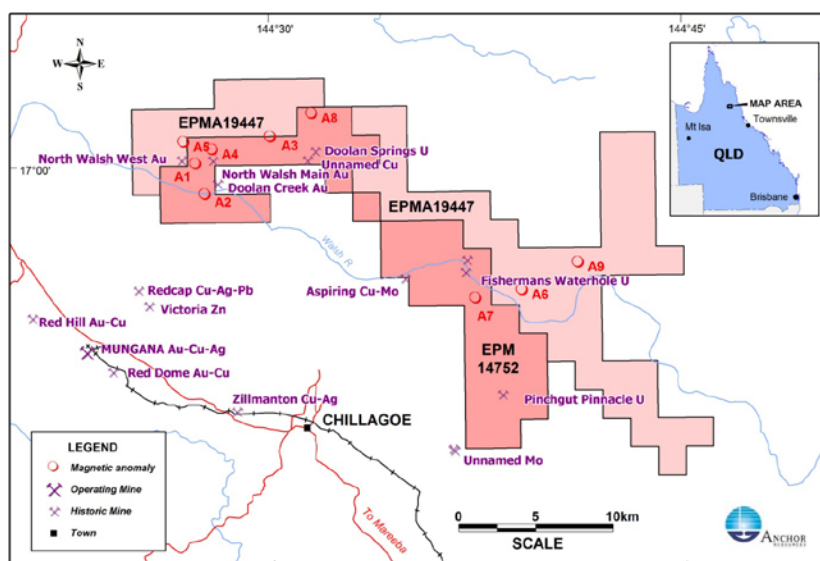 144°30'
144°45'
N
W E
S
MAP AREA
Townsville
Mt Isa
QLD
Brisbane
EPMA19447
A8
A5
A4
A3
North Walsh West Au
Doolan Springs U
Unnamed Cu
17°00'
A1
North Walsh Main Au
Doolan Creek Au
A2
EPMA19447
Walsh R
A9
Fishermans Waterhole U
Aspiring Cu-Mo
A6
A7
Redcap Cu-Ag-Pb
Victoria Zn
Red Hill Au-Cu
MUNGANA Au-Cu-Ag
Red Dome Au-Cu
EPM
14752
Pinchgut Pinnacle U
Zillmanton Cu-Ag
CHILLAGOE
Unnamed Mo
To Mareeba
LEGEND
Magnetic anomaly
Operating Mine
Historic Mine
Town
0 5 10km
SCALE
ANCHOR
RESOURCES